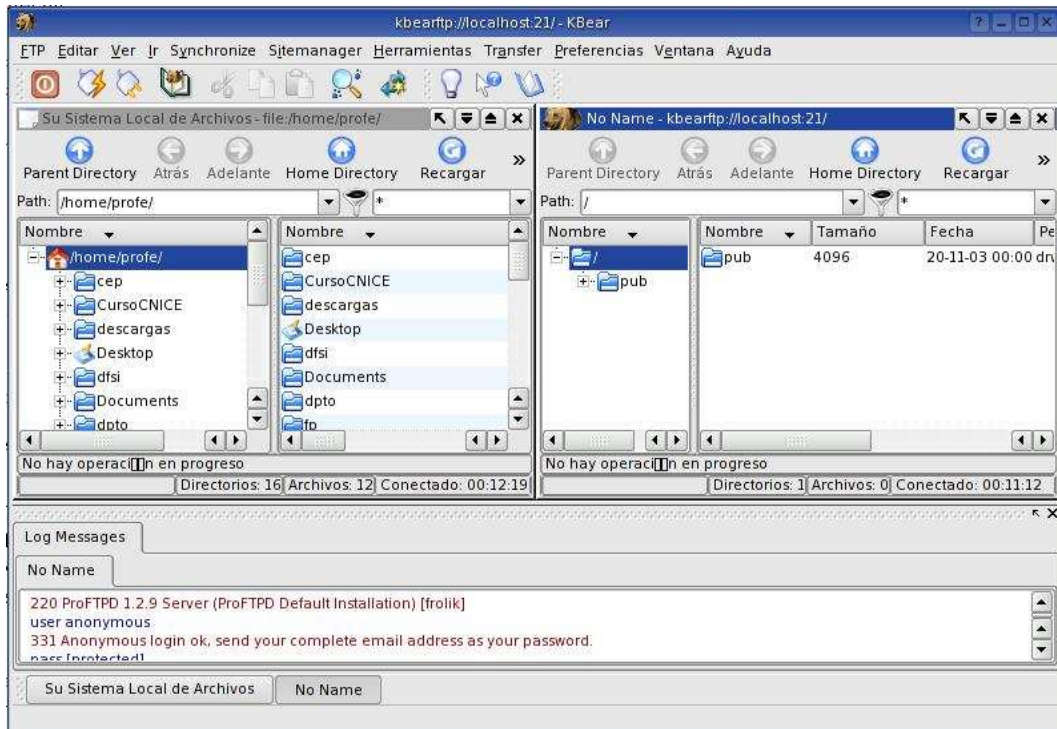 kbearftp://localhost:21/ - KBear
FTP Editar Ver Ir Synchronize Sitemanager Herramientas Transfer Preferencias Ventana Ayuda
Su Sistema Local de Archivos - file:/home/profe/
Parent Directory Atrás Adelante Home Directory Recargar »
Path: /home/profe/ *
Nombre
/home/profe/
cep
CursoCNICE
descargas
Desktop
dfsi
Documents
dpto
Nombre
cep
CursoCNICE
descargas
Desktop
dfsi
Documents
dpto
fp
No hay operaci▯▯n en progreso
Directorios: 16 Archivos: 12 Conectado: 00:12:19
No Name - kbearftp://localhost:21/
Parent Directory Atrás Adelante Home Directory Recargar »
Path: / *
Nombre
/
pub
Nombre Tamaño Fecha Pe
pub 4096 20-11-03 00:00 drw
No hay operaci▯▯n en progreso
Directorios: 1 Archivos: 0 Conectado: 00:11:12
Log Messages
No Name
220 ProFTPD 1.2.9 Server (ProFTPD Default Installation) [frolik]
user anonymous
331 Anonymous login ok, send your complete email address as your password.
pass [protected]
Su Sistema Local de Archivos No Name